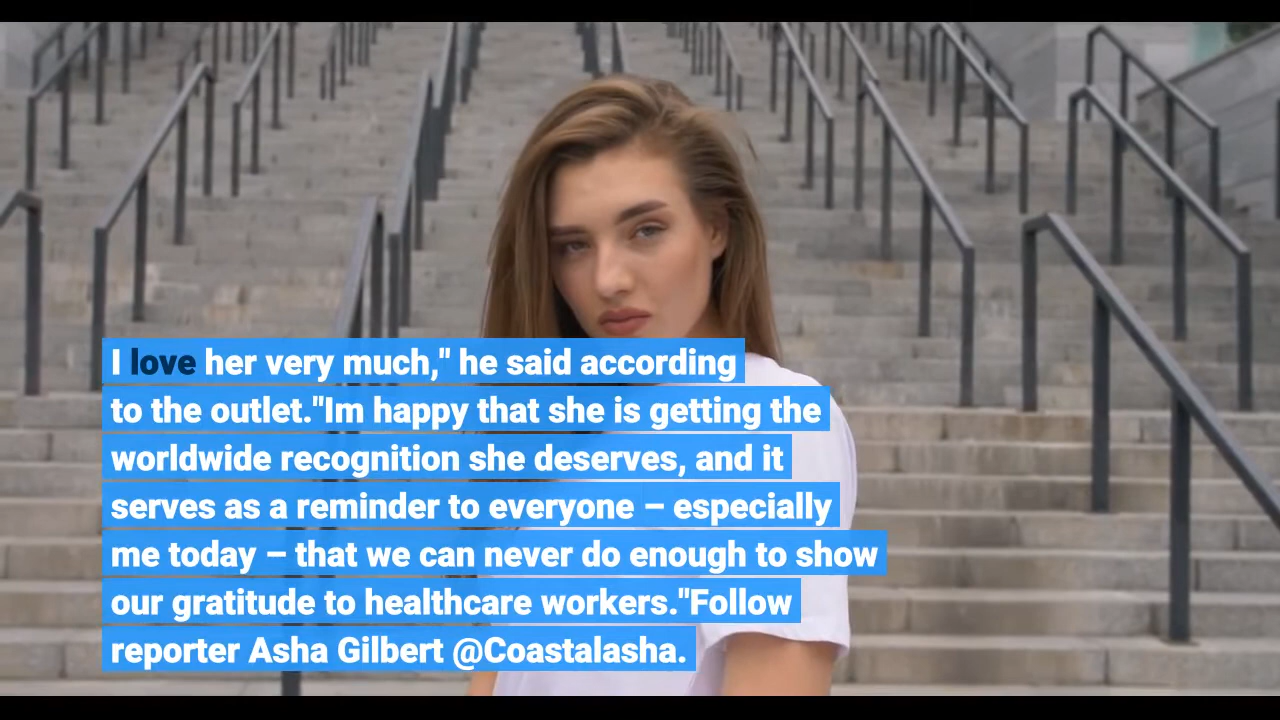 I love her very much," he said according
to the outlet."Im happy that she is getting the
worldwide recognition she deserves, and it
serves as a reminder to everyone – especially
me today – that we can never do enough to show
our gratitude to healthcare workers."Follow
reporter Asha Gilbert @Coastalasha.